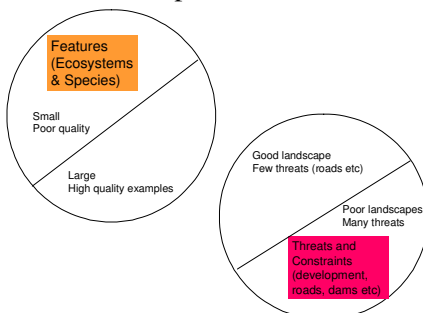 Features
(Ecosystems
& Species)
Small
Poor quality
Large
High quality examples
Good landscape
Few threats (roads etc)
Poor landscapes
Many threats
Threats and
Constraints
(development,
roads, dams etc)